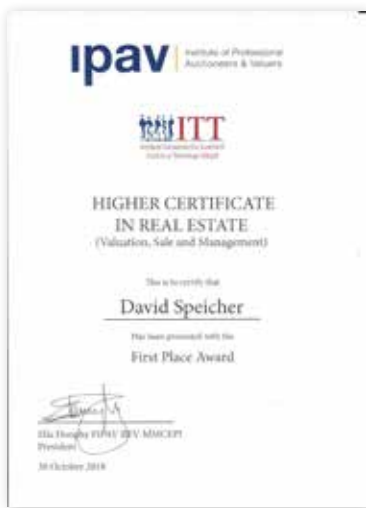 ipav
Institute of Professional
Auctioneers & Valuers
ITT
HIGHER CERTIFICATE
IN REAL ESTATE
(Valuation, Sale and Management)
This is to certify that
David Speicher
Has been presented with the
First Place Award
MMCEPI
President
30 October 2018